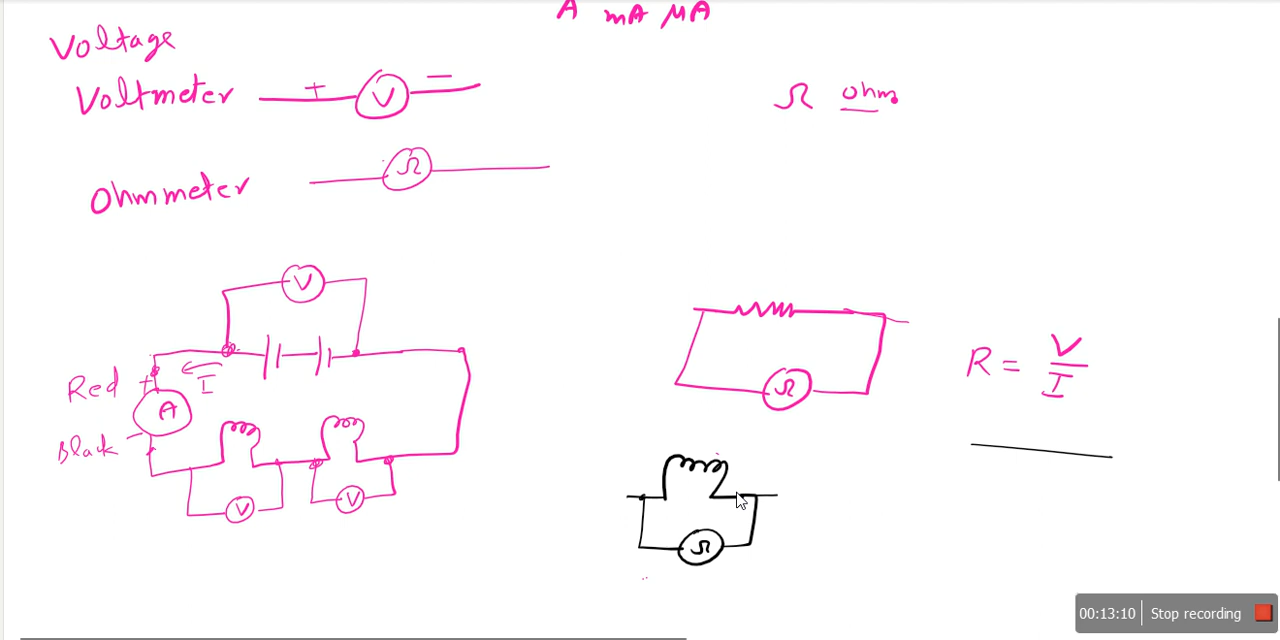 A mA μA
Voltage
Voltmeter + V −
Ω ohm
Ohmmeter Ω
V
R = V/I
I
Red +
A
Ω
Black −
V V
Ω
00:13:10 Stop recording